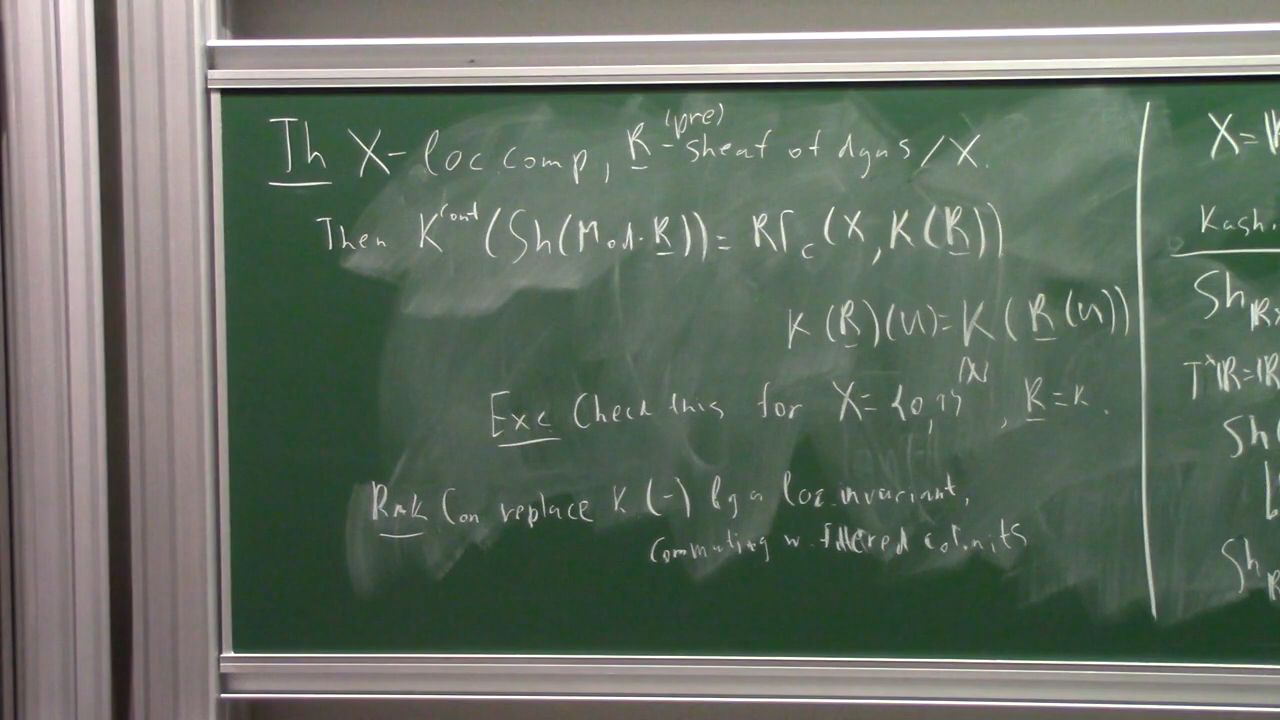 Th X- loc. comp, R -(pre) sheaf of dgas /X.
Then K^cont (Sh(Mod-R)) = RΓ_c (X, K(R))
K(R)(U) = K(R(U))
Exc Check this for X = {0,1}^ℕ, R = k.
Rmk Can replace K(-) by a loc. invariant,
commuting w. filtered colimits
X=
Kash.
Sh
T*ℝ=
Sh(
Sh